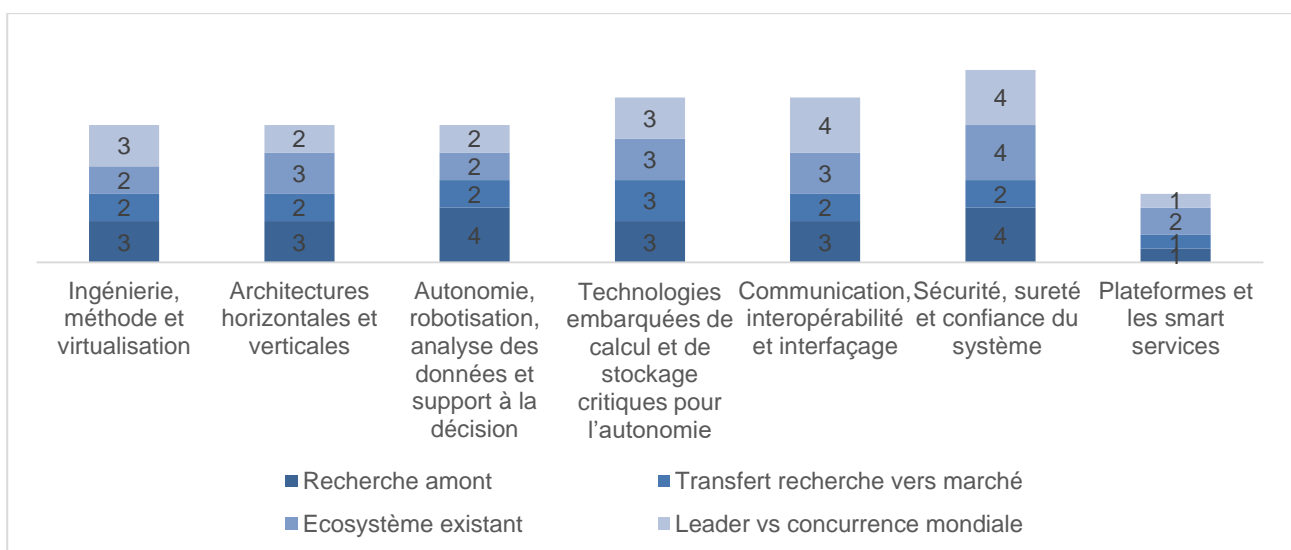 3
2
2
3
2
3
2
3
2
2
2
4
3
3
3
3
4
3
2
3
4
4
2
4
1
2
1
1
Ingénierie,
méthode et
virtualisation
Architectures
horizontales et
verticales
Autonomie,
robotisation,
analyse des
données et
support à la
décision
Technologies
embarquées de
calcul et de
stockage
critiques pour
l’autonomie
Communication,
interopérabilité
et interfaçage
Sécurité, sureté
et confiance du
système
Plateformes et
les smart
services
Recherche amont
Transfert recherche vers marché
Ecosystème existant
Leader vs concurrence mondiale